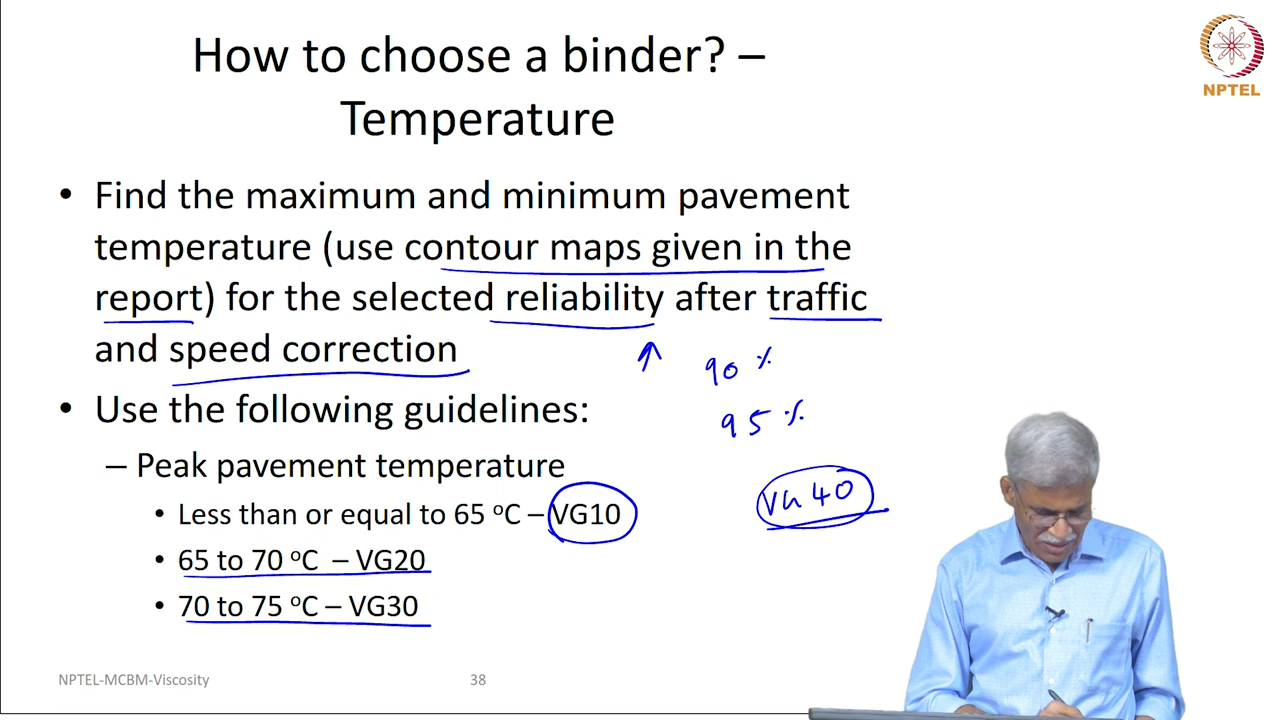 How to choose a binder? –
Temperature
NPTEL
• Find the maximum and minimum pavement
temperature (use contour maps given in the
report) for the selected reliability after traffic
and speed correction
90 %
95 %
• Use the following guidelines:
– Peak pavement temperature
• Less than or equal to 65 °C – VG10
• 65 to 70 °C – VG20
• 70 to 75 °C – VG30
VG 40
NPTEL-MCBM-Viscosity
38